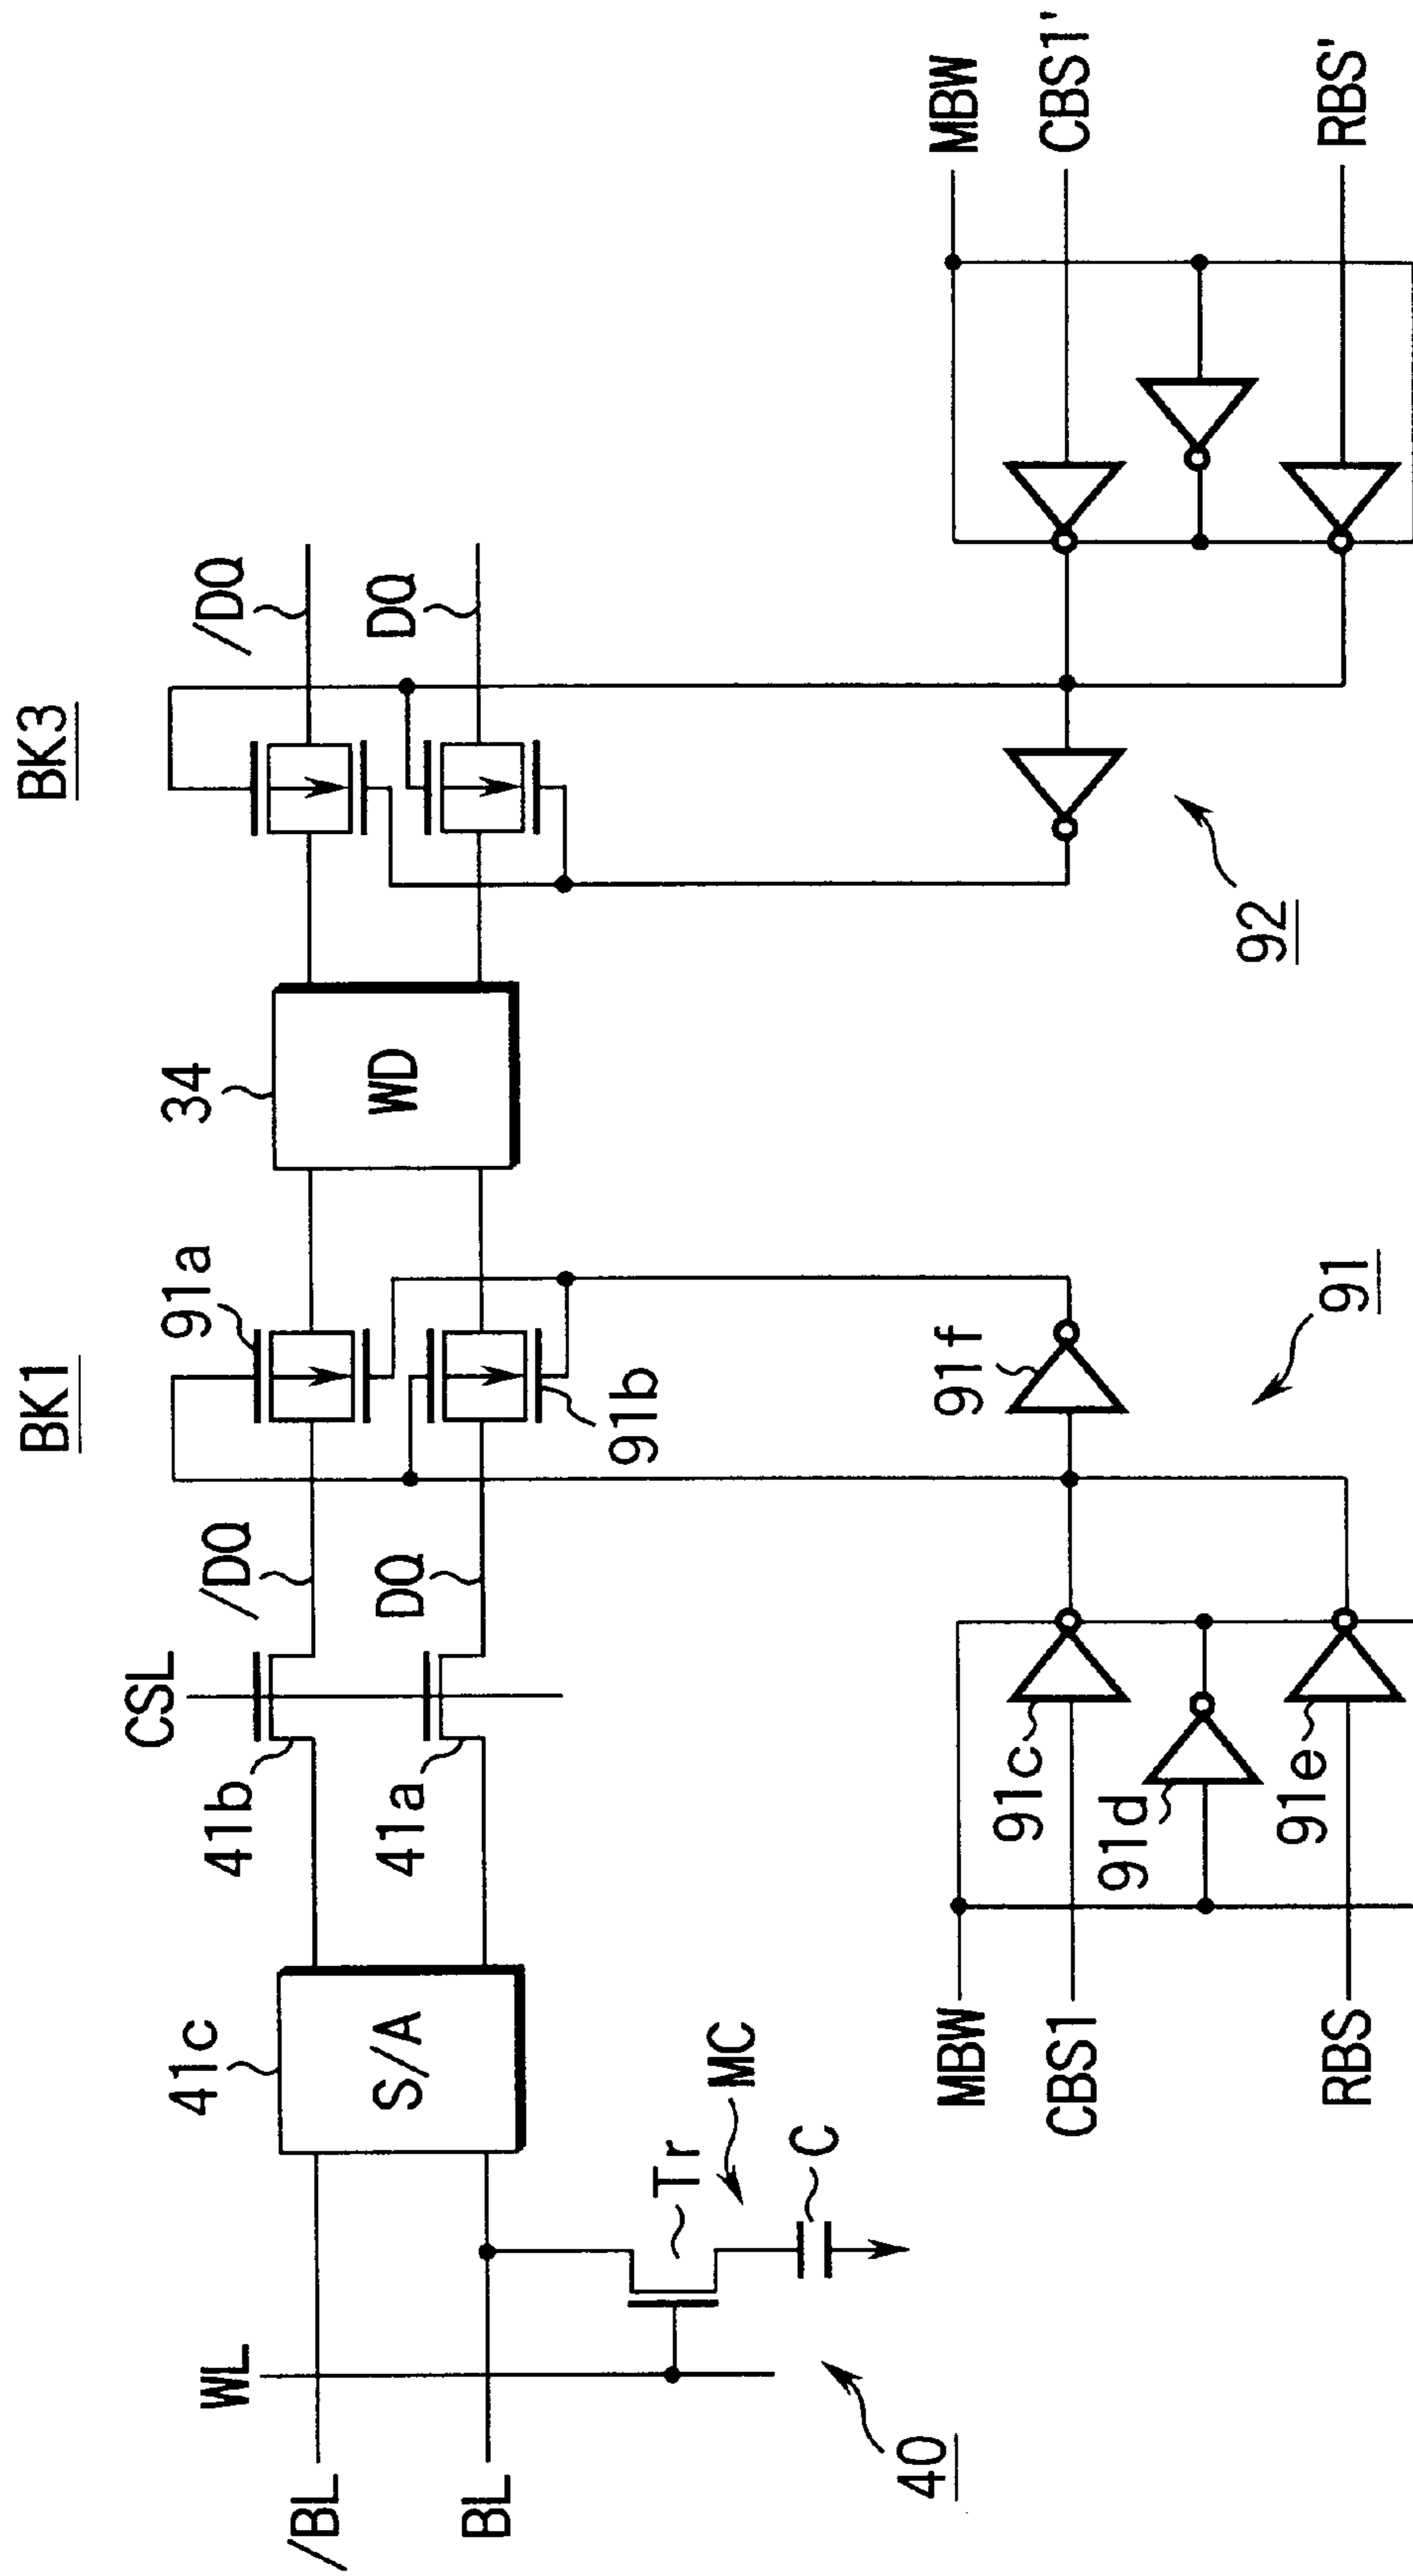 BK1
BK3
CSL
/DQ
91a
34
/DQ
41c
41b
/BL
WL
S/A
WD
DQ
DQ
41a
BL
91b
Tr
MC
C
40
MBW
CBS1
RBS
91c
91d
91e
91f
91
92
MBW
CBS1'
RBS'